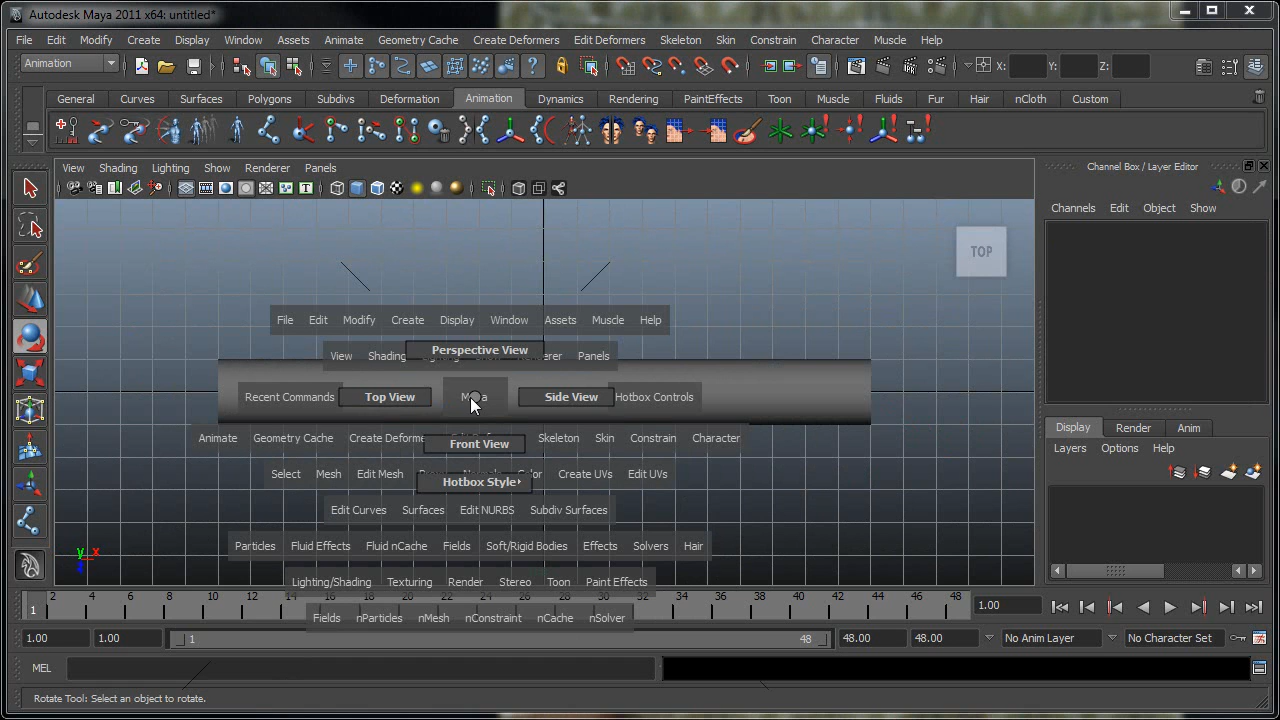 Autodesk Maya 2011 x64: untitled*
File Edit Modify Create Display Window Assets Animate Geometry Cache Create Deformers Edit Deformers Skeleton Skin Constrain Character Muscle Help
Animation X: Y: Z:
General Curves Surfaces Polygons Subdivs Deformation Animation Dynamics Rendering PaintEffects Toon Muscle Fluids Fur Hair nCloth Custom
View Shading Lighting Show Renderer Panels
Channel Box / Layer Editor
Channels Edit Object Show
TOP
File Edit Modify Create Display Window Assets Muscle Help
View Shading Perspective View Panels
Recent Commands Top View Side View Hotbox Controls
Animate Geometry Cache Create Deforme Front View Skeleton Skin Constrain Character
Select Mesh Edit Mesh Hotbox Style Create UVs Edit UVs
Edit Curves Surfaces Edit NURBS Subdiv Surfaces
Particles Fluid Effects Fluid nCache Fields Soft/Rigid Bodies Effects Solvers Hair
Lighting/Shading Texturing Render Stereo Toon Paint Effects
Fields nParticles nMesh nConstraint nCache nSolver
Display Render Anim
Layers Options Help
y x z
1 2 4 6 8 10 12 14 16 18 20 22 24 26 28 30 32 34 36 38 40 42 44 46 48 1.00
1.00 1.00 1 48 48.00 48.00 No Anim Layer No Character Set
MEL
Rotate Tool: Select an object to rotate.